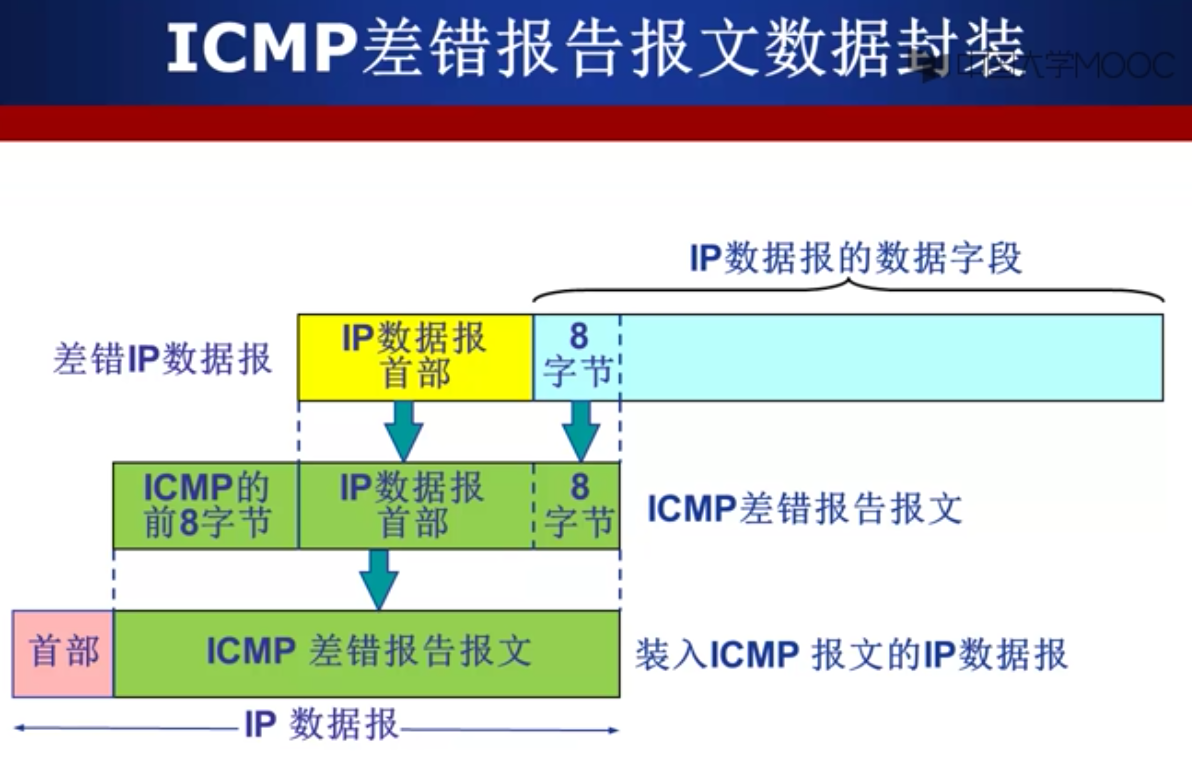 ICMP差错报告报文数据封装
中国大学MOOC
IP数据报的数据字段
差错IP数据报
IP数据报
首部
8
字节
ICMP的
前8字节
IP数据报
首部
8
字节
ICMP差错报告报文
首部
ICMP 差错报告报文
装入ICMP 报文的IP数据报
IP 数据报